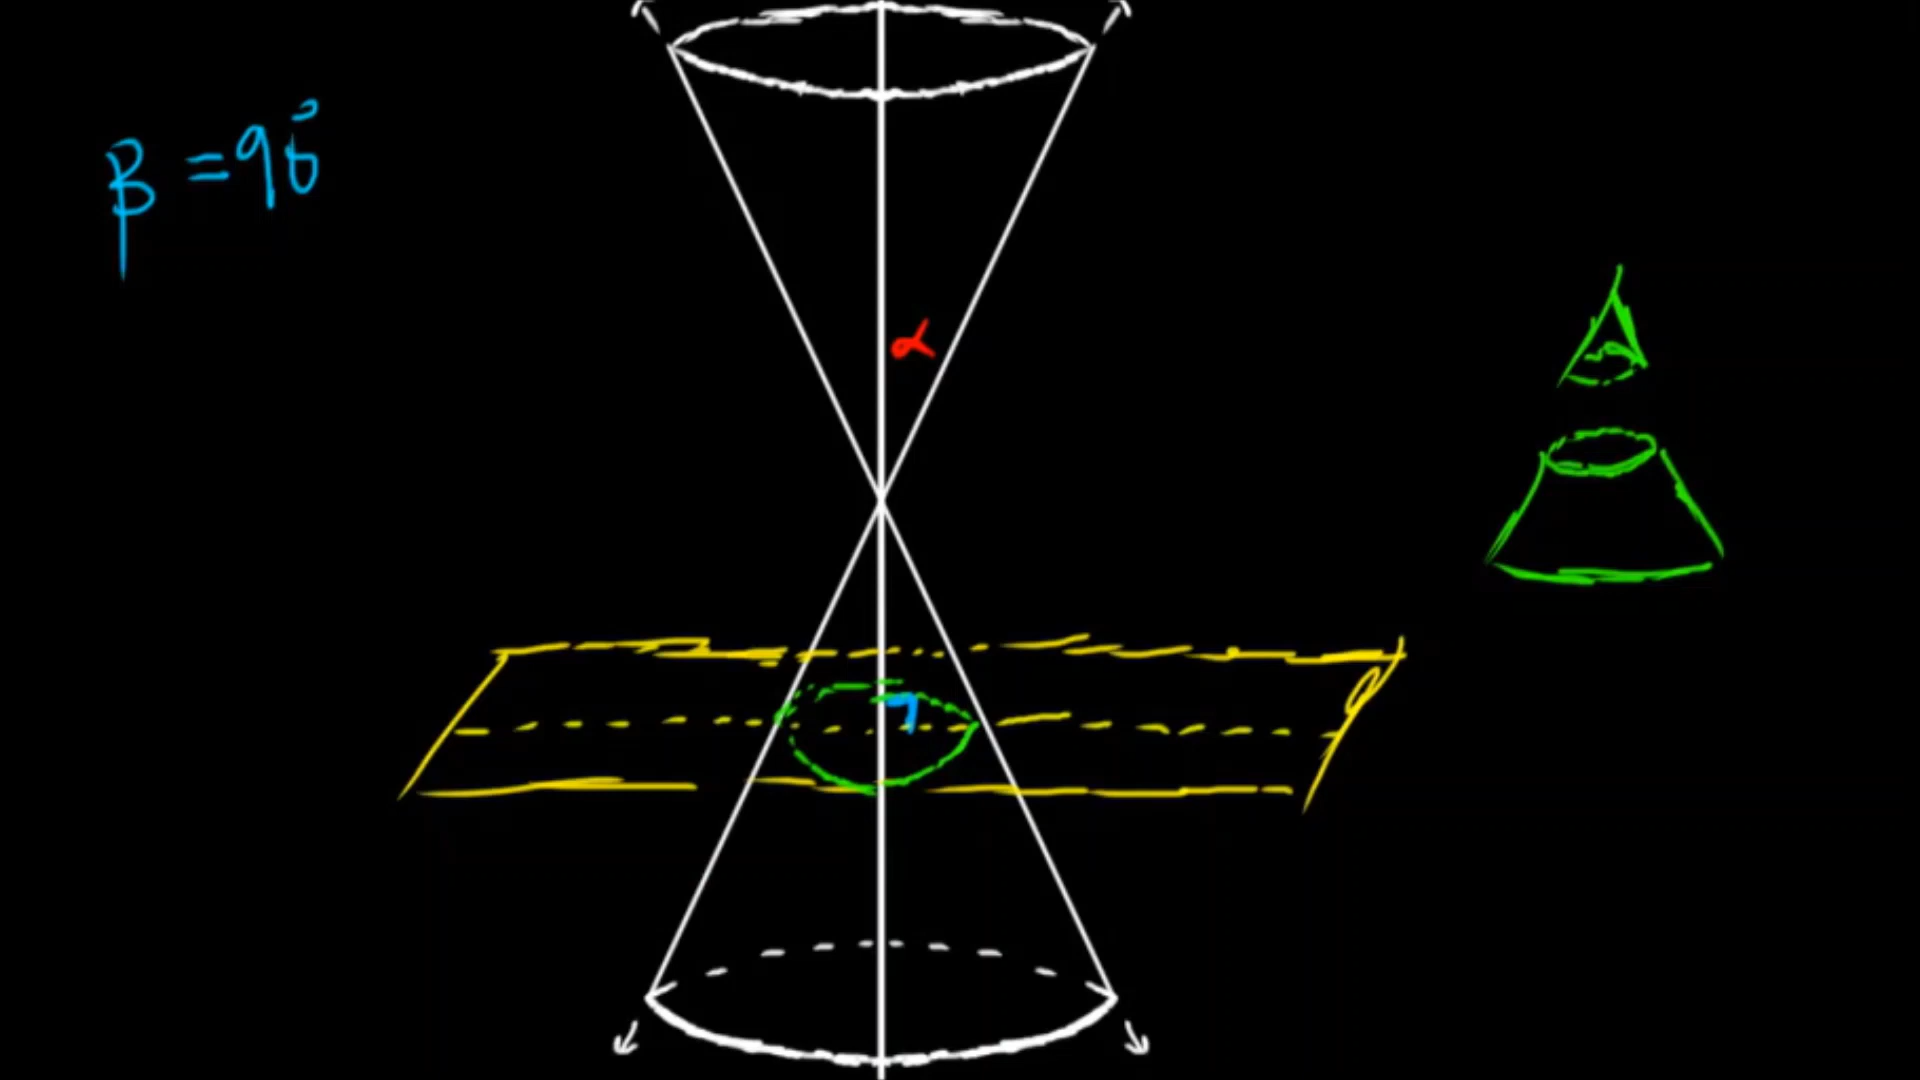 β = 90°
α